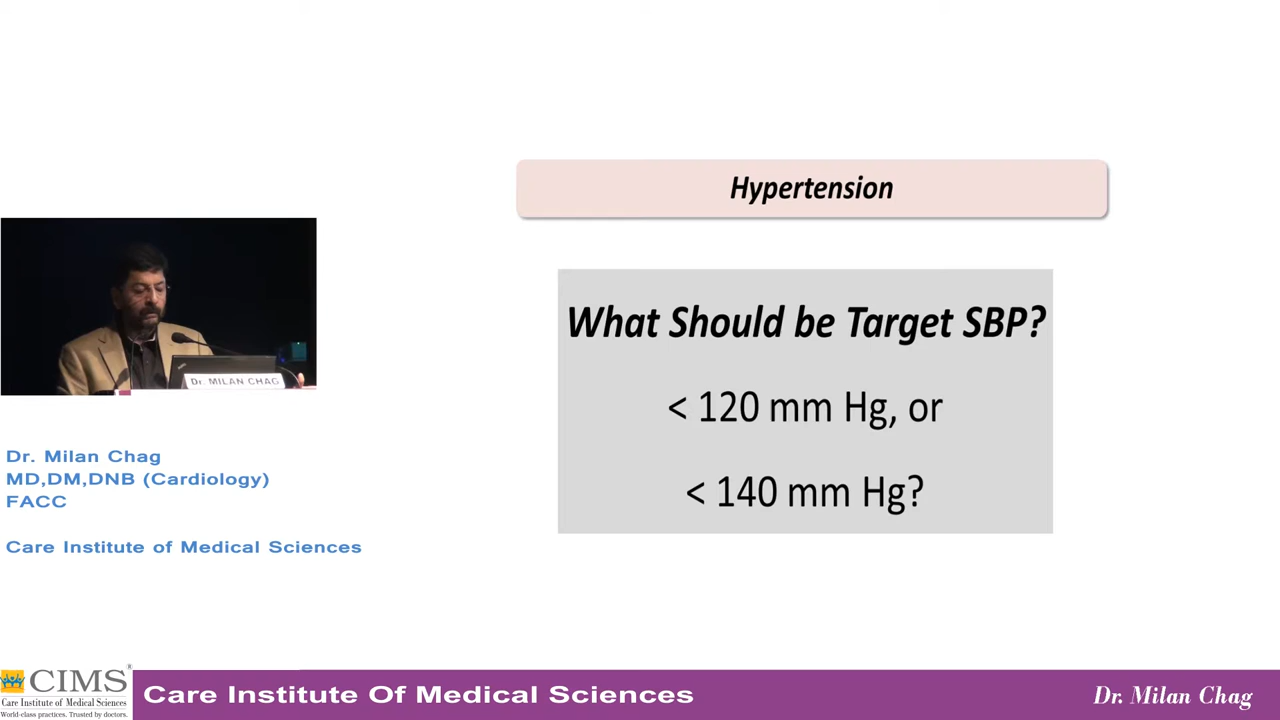 Hypertension
What Should be Target SBP?
< 120 mm Hg, or
< 140 mm Hg?
Dr. MILAN CHAG
Dr. Milan Chag
MD,DM,DNB (Cardiology)
FACC
Care Institute of Medical Sciences
CIMS®
Care Institute of Medical Sciences
World-class practices. Trusted by doctors.
Care Institute Of Medical Sciences
Dr. Milan Chag